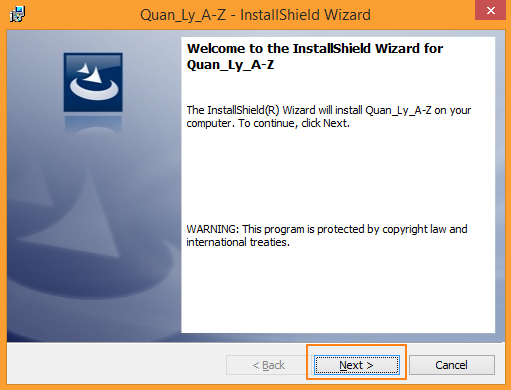 Quan_Ly_A-Z - InstallShield Wizard
Welcome to the InstallShield Wizard for
Quan_Ly_A-Z
The InstallShield(R) Wizard will install Quan_Ly_A-Z on your
computer. To continue, click Next.
WARNING: This program is protected by copyright law and
international treaties.
< Back
Next >
Cancel